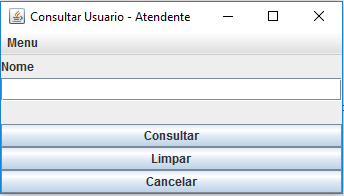 Consultar Usuario - Atendente
Menu
Nome
Consultar
Limpar
Cancelar